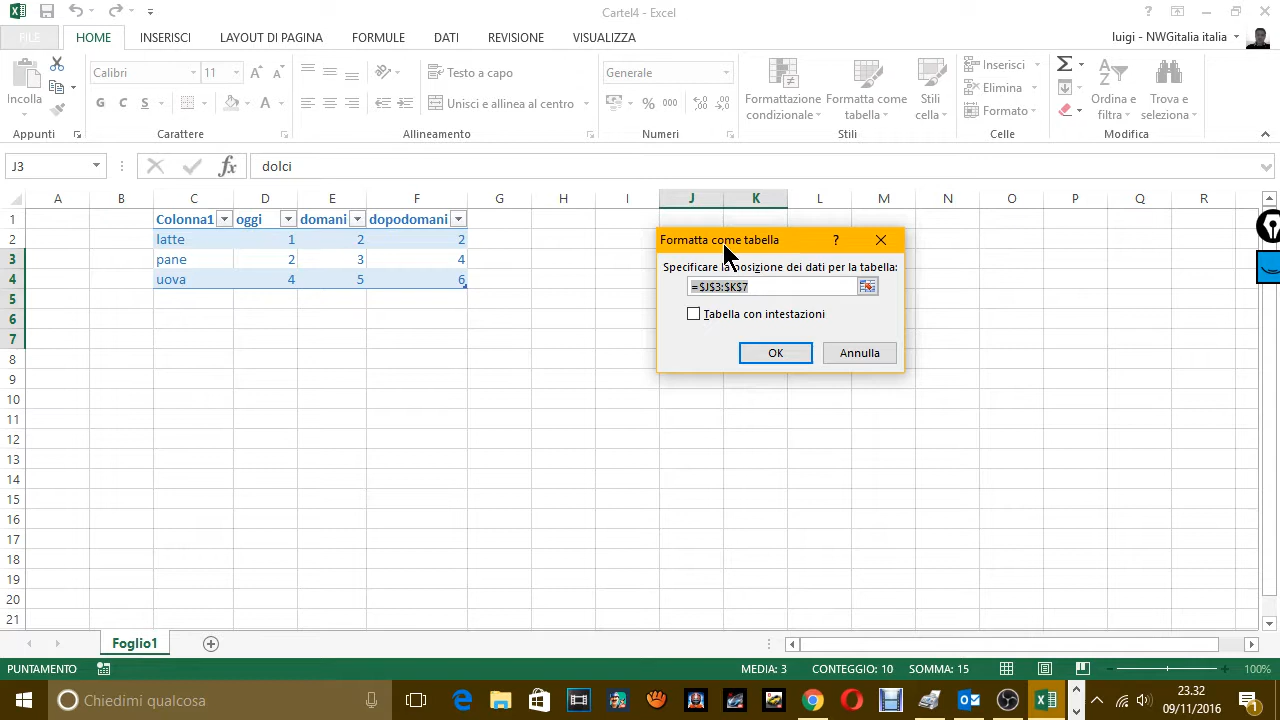 Cartel4 - Excel
FILE HOME INSERISCI LAYOUT DI PAGINA FORMULE DATI REVISIONE VISUALIZZA luigi - NWGitalia italia
Incolla
Calibri 11
G C S A
Testo a capo
Unisci e allinea al centro
Generale
% 000
Formattazione condizionale
Formatta come tabella
Stili cella
Inserisci
Elimina
Formato
Ordina e filtra
Trova e seleziona
Appunti Carattere Allineamento Numeri Stili Celle Modifica
J3 fx dolci
A B C D E F G H I J K L M N O P Q R
1 Colonna1 oggi domani dopodomani
2 latte 1 2 2
3 pane 2 3 4
4 uova 4 5 6
5
6
7
8
9
10
11
12
13
14
15
16
17
18
19
20
21
Formatta come tabella ?
Specificare la posizione dei dati per la tabella:
=$J$3:$K$7
Tabella con intestazioni
OK Annulla
Foglio1
PUNTAMENTO MEDIA: 3 CONTEGGIO: 10 SOMMA: 15 100%
Chiedimi qualcosa
23.32
09/11/2016
1